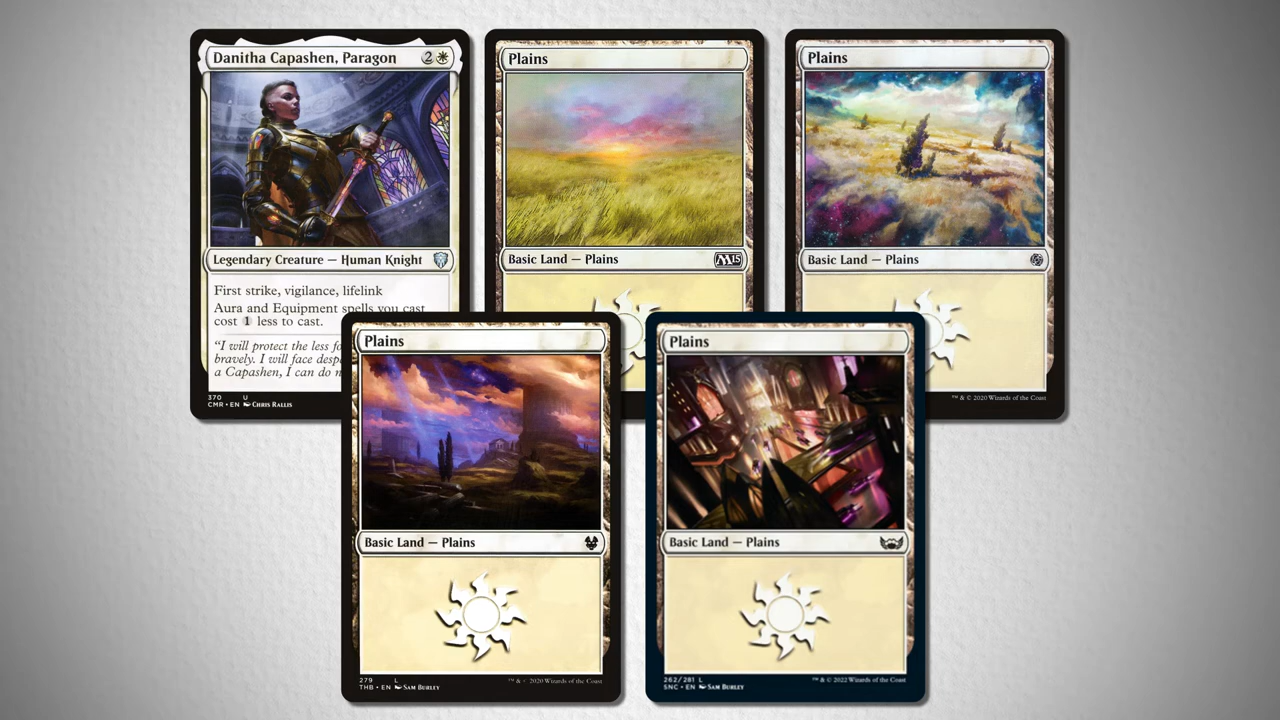 Danitha Capashen, Paragon 2
Legendary Creature — Human Knight
First strike, vigilance, lifelink
Aura and Equipment spells you cast
cost 1 less to cast.
“I will protect the less
bravely. I will face
a Capashen, I can do
370 U
CMR • EN Chris Rallis
Plains
Basic Land — Plains
M15
Plains
Basic Land — Plains
™ & © 2020 Wizards of the Coast
Plains
Basic Land — Plains
279 L
THB • EN Sam Burley
™ & © 2020 Wizards of the Coast
Plains
Basic Land — Plains
262/281 L
SNC • EN Sam Burley
™ & © 2022 Wizards of the Coast